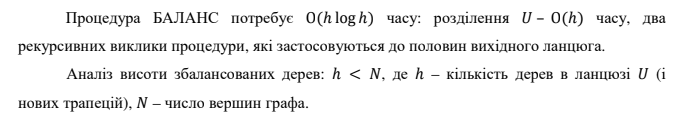 Процедура БАЛАНС потребує O(h log h) часу: розділення U – O(h) часу, два
рекурсивних виклики процедури, які застосовуються до половин вихідного ланцюга.
Аналіз висоти збалансованих дерев: h < N, де h – кількість дерев в ланцюзі U (і
нових трапецій), N – число вершин графа.